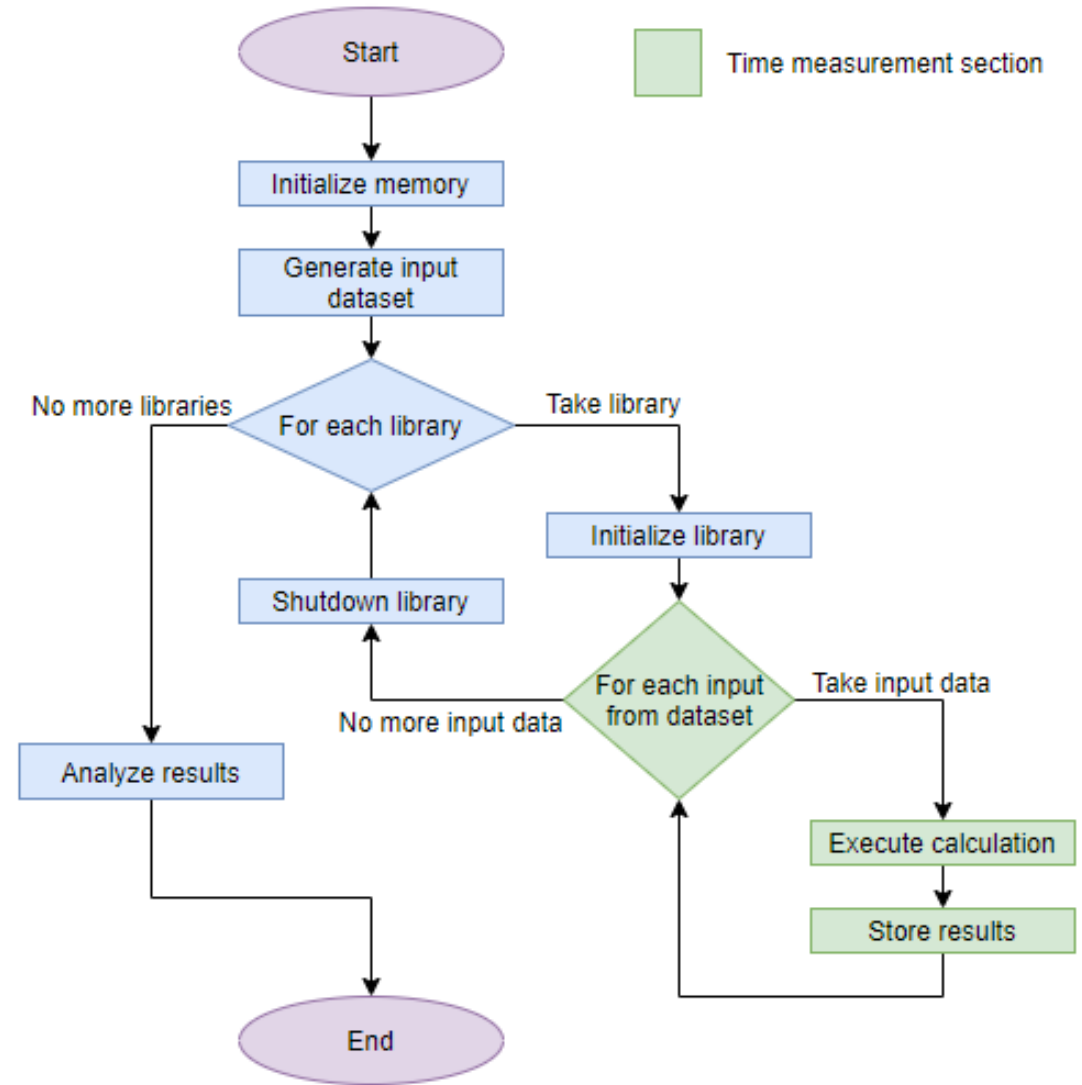 Start
Time measurement section
Initialize memory
Generate input
dataset
No more libraries
For each library
Take library
Initialize library
Shutdown library
For each input
from dataset
Take input data
No more input data
Analyze results
Execute calculation
Store results
End